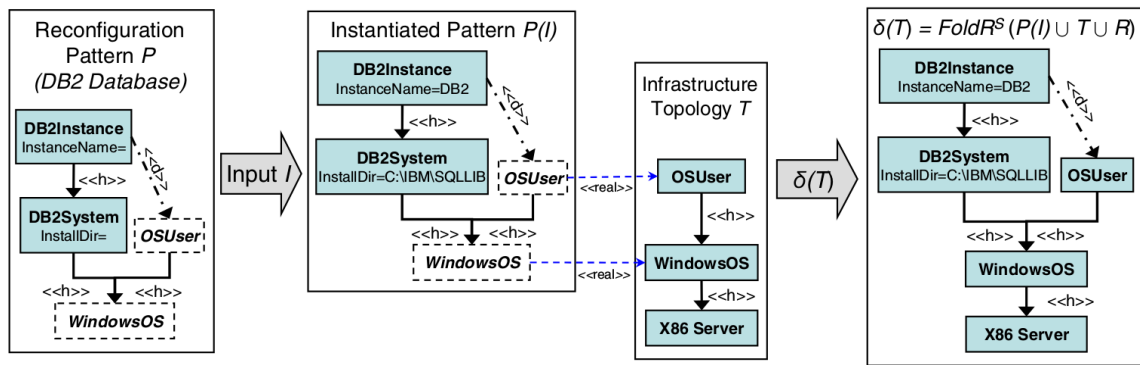 Reconfiguration
Pattern P
(DB2 Database)
DB2Instance
InstanceName=
<<d>>
<<h>>
DB2System
InstallDir=
OSUser
<<h>>
<<h>>
WindowsOS
Input I
Instantiated Pattern P(I)
DB2Instance
InstanceName=DB2
<<d>>
<<h>>
DB2System
InstallDir=C:\IBM\SQLLIB
OSUser
<<h>>
<<h>>
WindowsOS
<<real>>
<<real>>
Infrastructure
Topology T
OSUser
<<h>>
WindowsOS
<<h>>
X86 Server
δ(T)
δ(T) = FoldRˢ (P(I) ∪ T ∪ R)
DB2Instance
InstanceName=DB2
<<d>>
<<h>>
DB2System
InstallDir=C:\IBM\SQLLIB
OSUser
<<h>>
<<h>>
WindowsOS
<<h>>
X86 Server